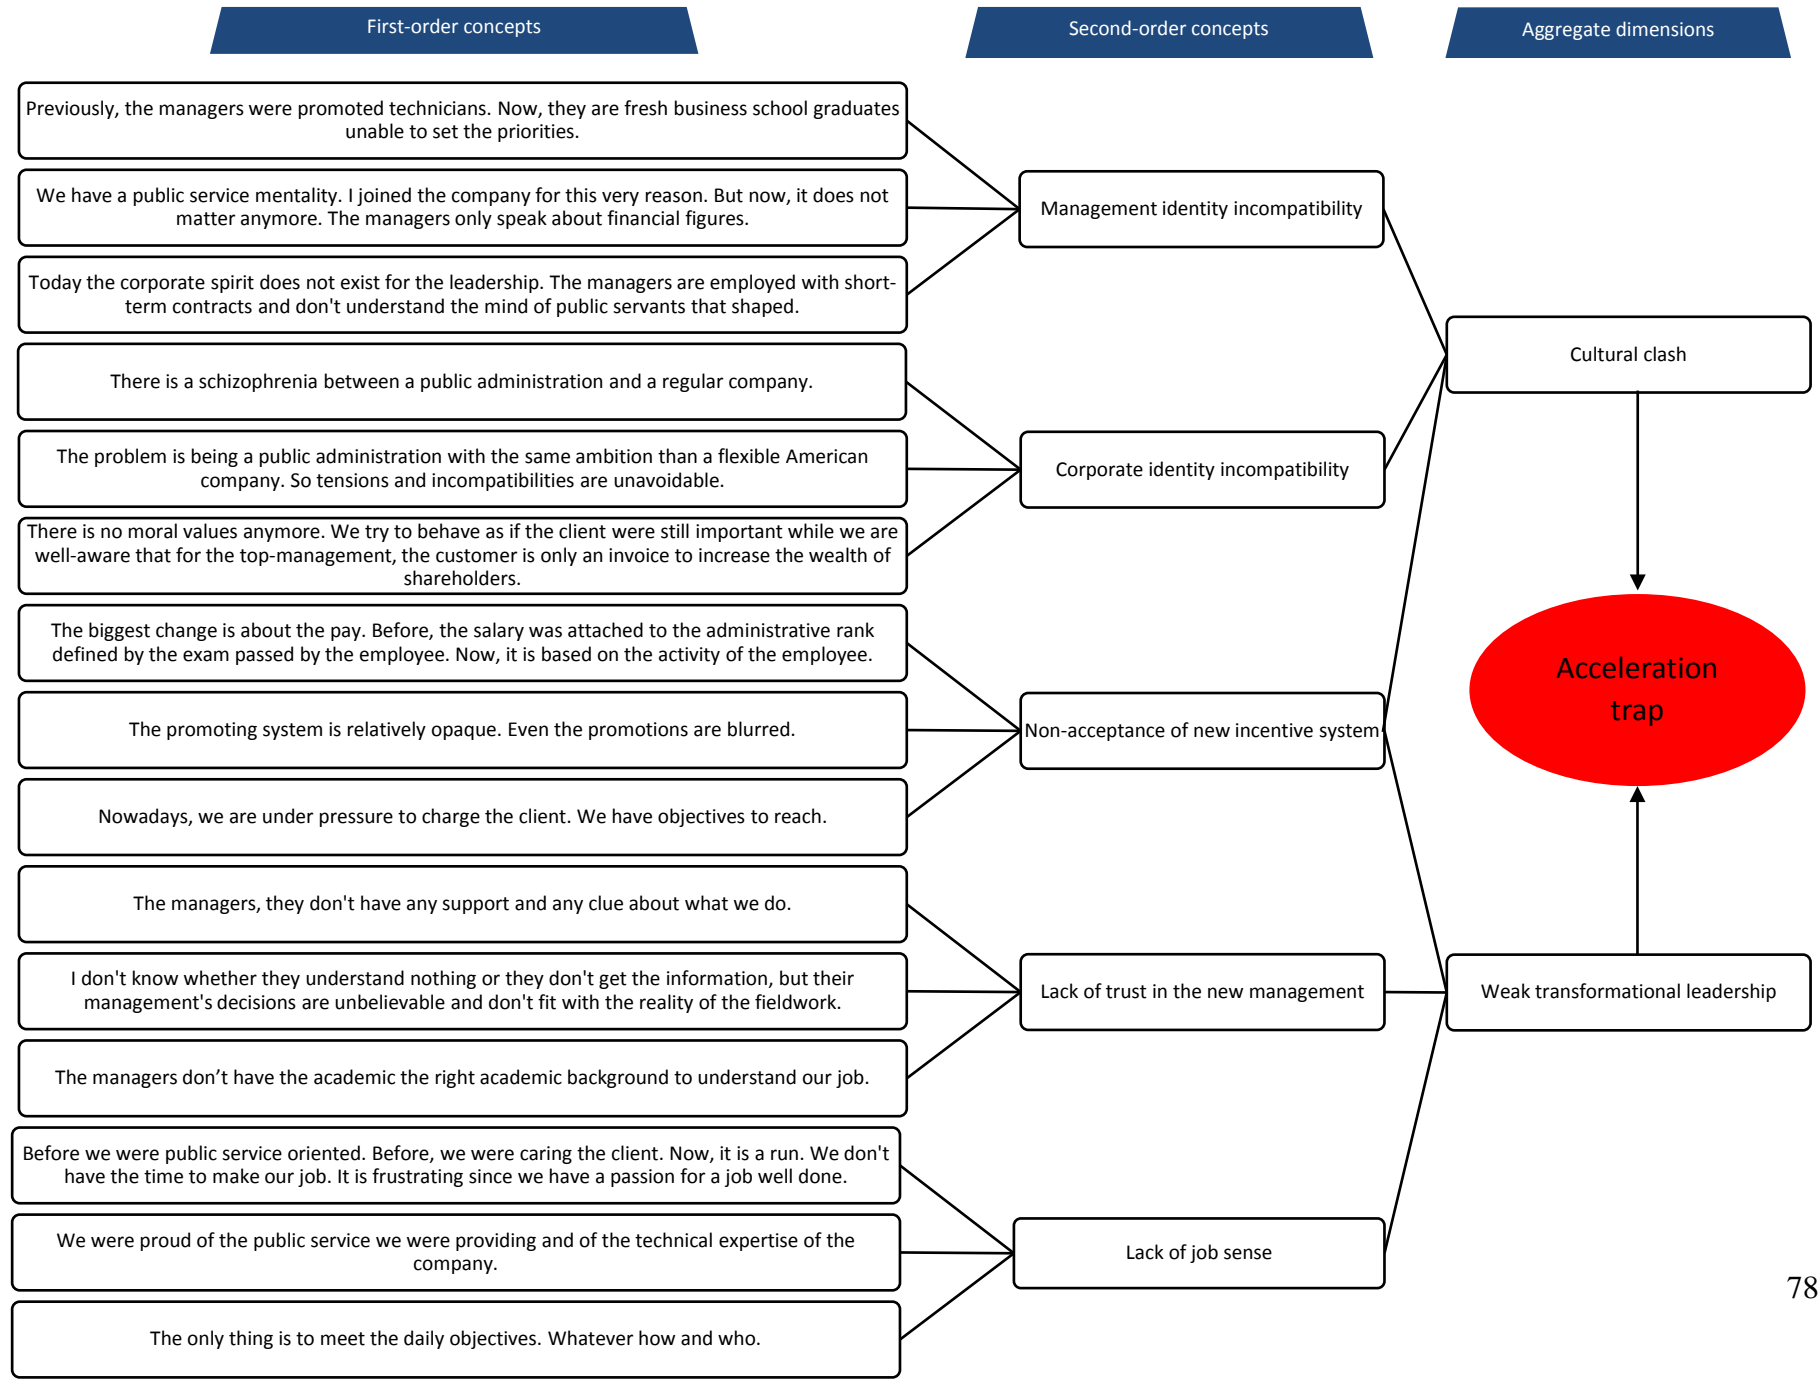 First-order concepts
Second-order concepts
Aggregate dimensions
Previously, the managers were promoted technicians. Now, they are fresh business school graduates
unable to set the priorities.
We have a public service mentality. I joined the company for this very reason. But now, it does not
matter anymore. The managers only speak about financial figures.
Today the corporate spirit does not exist for the leadership. The managers are employed with short-
term contracts and don't understand the mind of public servants that shaped.
There is a schizophrenia between a public administration and a regular company.
The problem is being a public administration with the same ambition than a flexible American
company. So tensions and incompatibilities are unavoidable.
There is no moral values anymore. We try to behave as if the client were still important while we are
well-aware that for the top-management, the customer is only an invoice to increase the wealth of
shareholders.
The biggest change is about the pay. Before, the salary was attached to the administrative rank
defined by the exam passed by the employee. Now, it is based on the activity of the employee.
The promoting system is relatively opaque. Even the promotions are blurred.
Nowadays, we are under pressure to charge the client. We have objectives to reach.
The managers, they don't have any support and any clue about what we do.
I don't know whether they understand nothing or they don't get the information, but their
management's decisions are unbelievable and don't fit with the reality of the fieldwork.
The managers don’t have the academic the right academic background to understand our job.
Before we were public service oriented. Before, we were caring the client. Now, it is a run. We don't
have the time to make our job. It is frustrating since we have a passion for a job well done.
We were proud of the public service we were providing and of the technical expertise of the
company.
The only thing is to meet the daily objectives. Whatever how and who.
Management identity incompatibility
Corporate identity incompatibility
Non-acceptance of new incentive system
Lack of trust in the new management
Lack of job sense
Cultural clash
Acceleration
trap
Weak transformational leadership
78